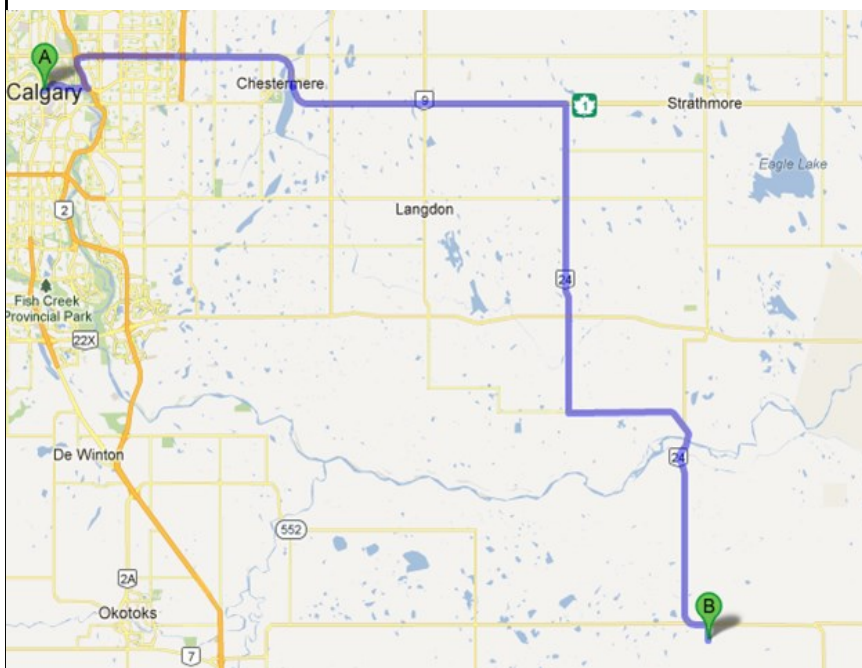 A
Calgary
Chestermere
9
1
Strathmore
Eagle Lake
Langdon
2
24
Fish Creek
Provincial Park
22X
De Winton
24
552
2A
Okotoks
B
7